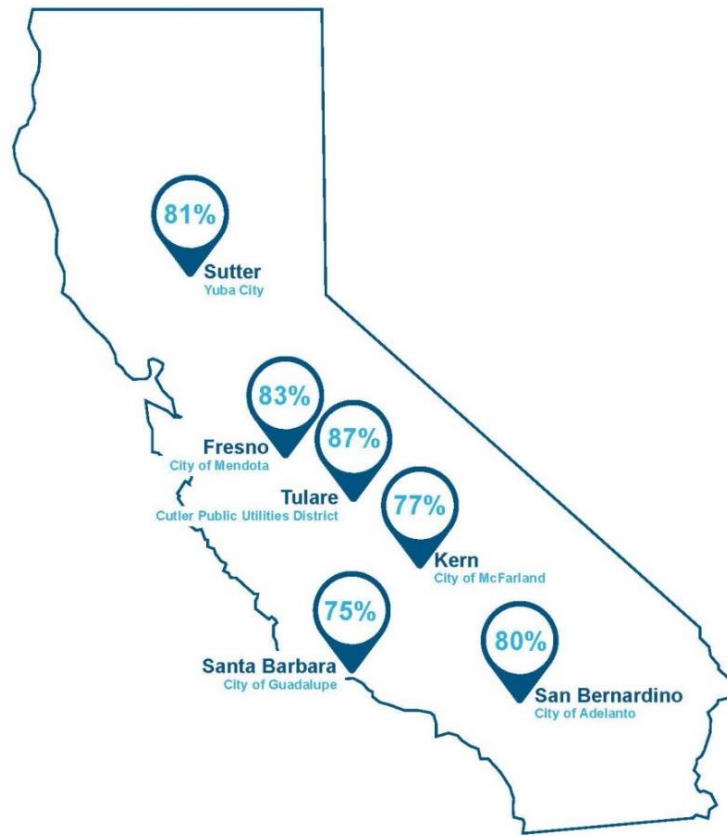 81%
Sutter
Yuba City
83%
Fresno
City of Mendota
87%
Tulare
Cutler Public Utilities District
77%
Kern
City of McFarland
75%
Santa Barbara
City of Guadalupe
80%
San Bernardino
City of Adelanto